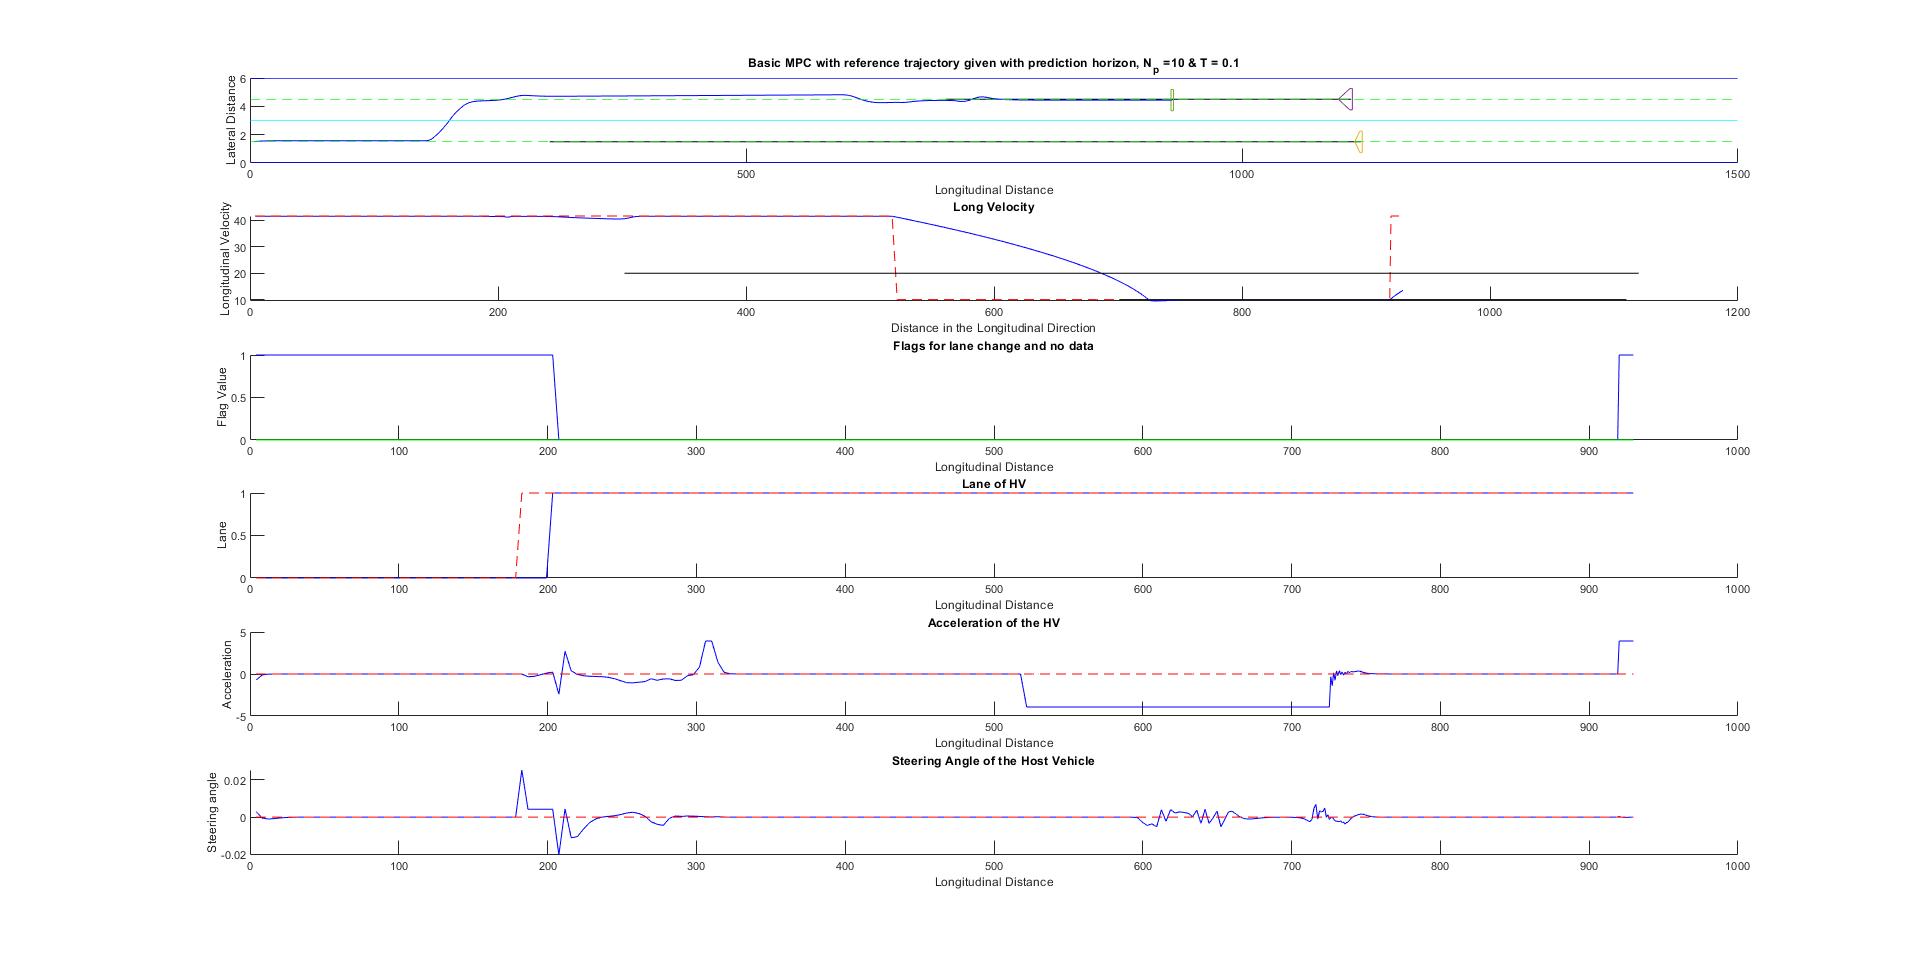 Basic MPC with reference trajectory given with prediction horizon, Np =10 & T = 0.1
Lateral Distance
6
4
2
0
0 500 1000 1500
Longitudinal Distance
Long Velocity
Longitudinal Velocity
40
30
20
10
0 200 400 600 800 1000 1200
Distance in the Longitudinal Direction
Flags for lane change and no data
Flag Value
1
0.5
0
0 100 200 300 400 500 600 700 800 900 1000
Longitudinal Distance
Lane of HV
Lane
1
0.5
0
0 100 200 300 400 500 600 700 800 900 1000
Longitudinal Distance
Acceleration of the HV
Acceleration
5
0
-5
0 100 200 300 400 500 600 700 800 900 1000
Longitudinal Distance
Steering Angle of the Host Vehicle
Steering angle
0.02
0
-0.02
0 100 200 300 400 500 600 700 800 900 1000
Longitudinal Distance